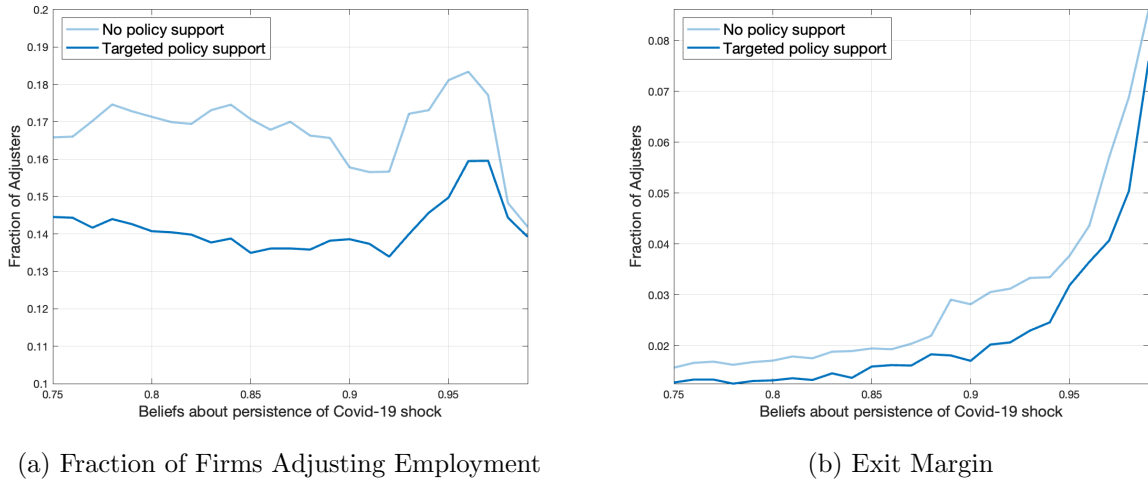 0.2
0.19
0.18
0.17
0.16
0.15
0.14
0.13
0.12
0.11
0.1
Fraction of Adjusters
No policy support
Targeted policy support
0.75 0.8 0.85 0.9 0.95
Beliefs about persistence of Covid-19 shock
(a) Fraction of Firms Adjusting Employment
0.08
0.07
0.06
0.05
0.04
0.03
0.02
Fraction of Adjusters
No policy support
Targeted policy support
0.75 0.8 0.85 0.9 0.95
Beliefs about persistence of Covid-19 shock
(b) Exit Margin